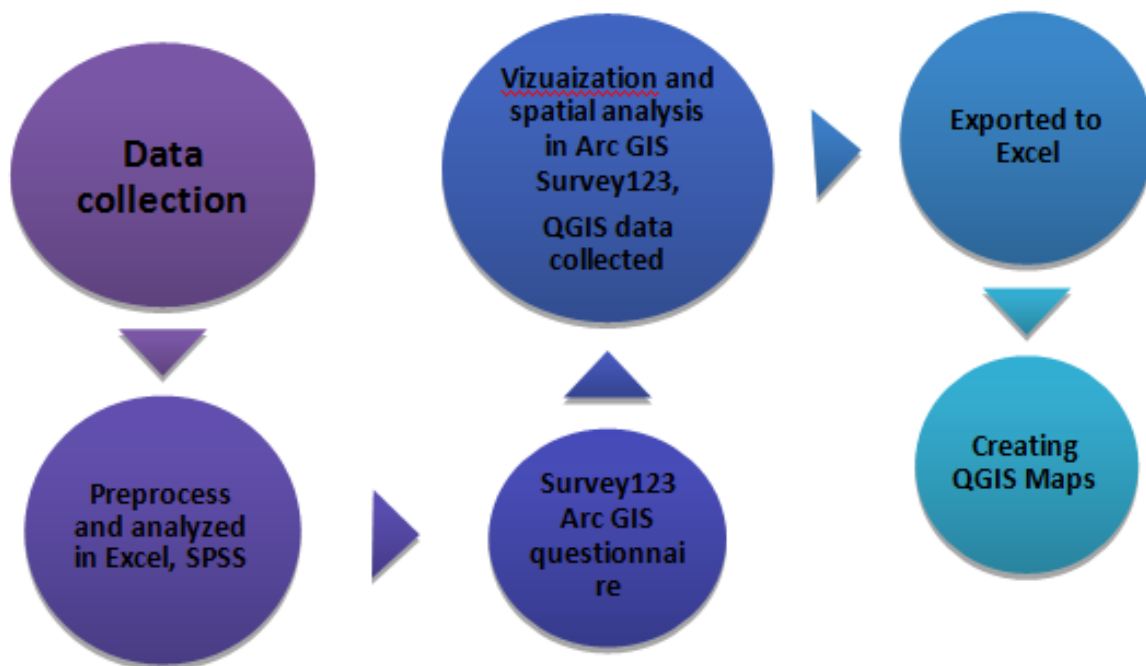 Data
collection
Preprocess
and analyzed
in Excel, SPSS
Survey123
Arc GIS
questionnai
re
Vizuaization and
spatial analysis
in Arc GIS
Survey123,
QGIS data
collected
Exported to
Excel
Creating
QGIS Maps